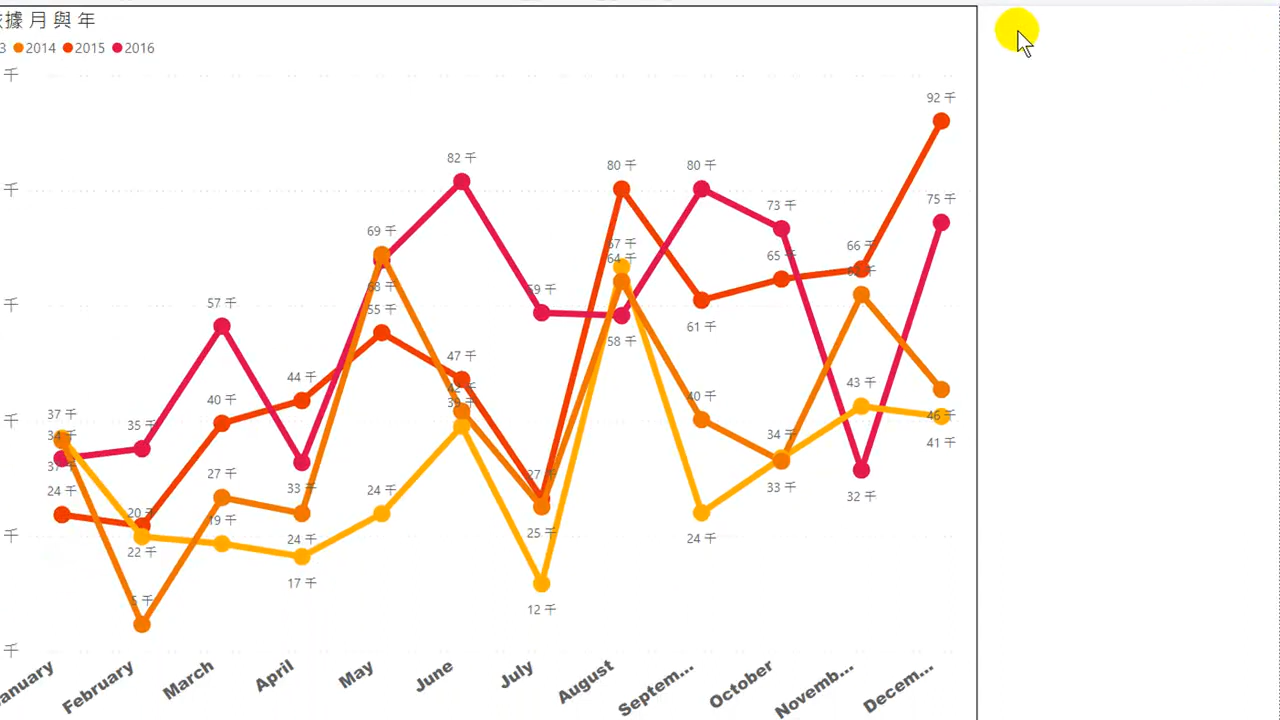 據 月 與 年
3 2014 2015 2016
千
92 千
82 千
80 千 80 千
千
75 千
73 千
69 千
67 千 66 千
64 千 65 千
68 千
59 千
57 千
千
55 千
61 千
58 千
47 千
44 千
42 千 43 千
40 千 40 千
39 千
37 千
46 千
千
35 千
34 千 34 千
41 千
27 千 27 千
33 千 33 千
24 千 24 千
32 千
20 千
19 千
千
25 千
24 千 24 千
22 千
17 千
5 千
12 千
千
January February March April May June July August Septem... October Novemb... Decem...